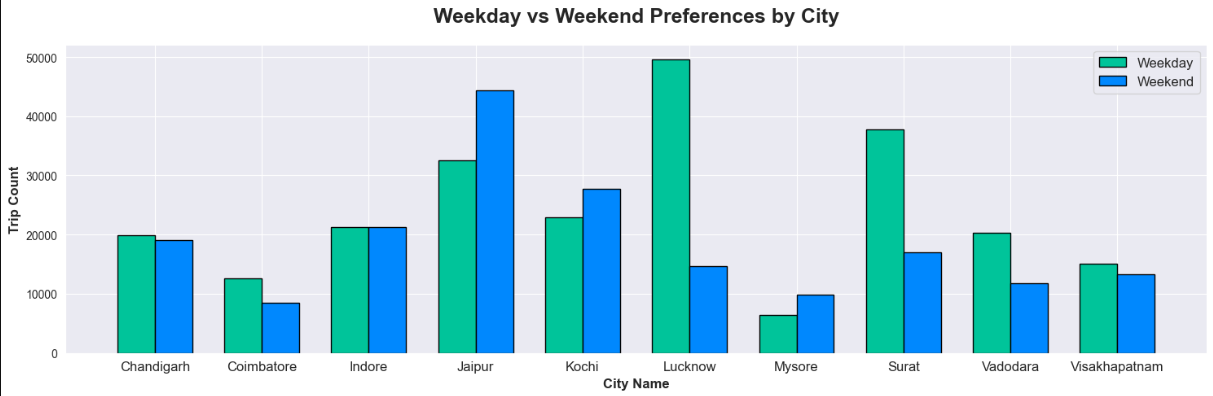 Weekday vs Weekend Preferences by City
Weekday
Weekend
50000
40000
30000
20000
10000
0
Trip Count
Chandigarh Coimbatore Indore Jaipur Kochi Lucknow Mysore Surat Vadodara Visakhapatnam
City Name